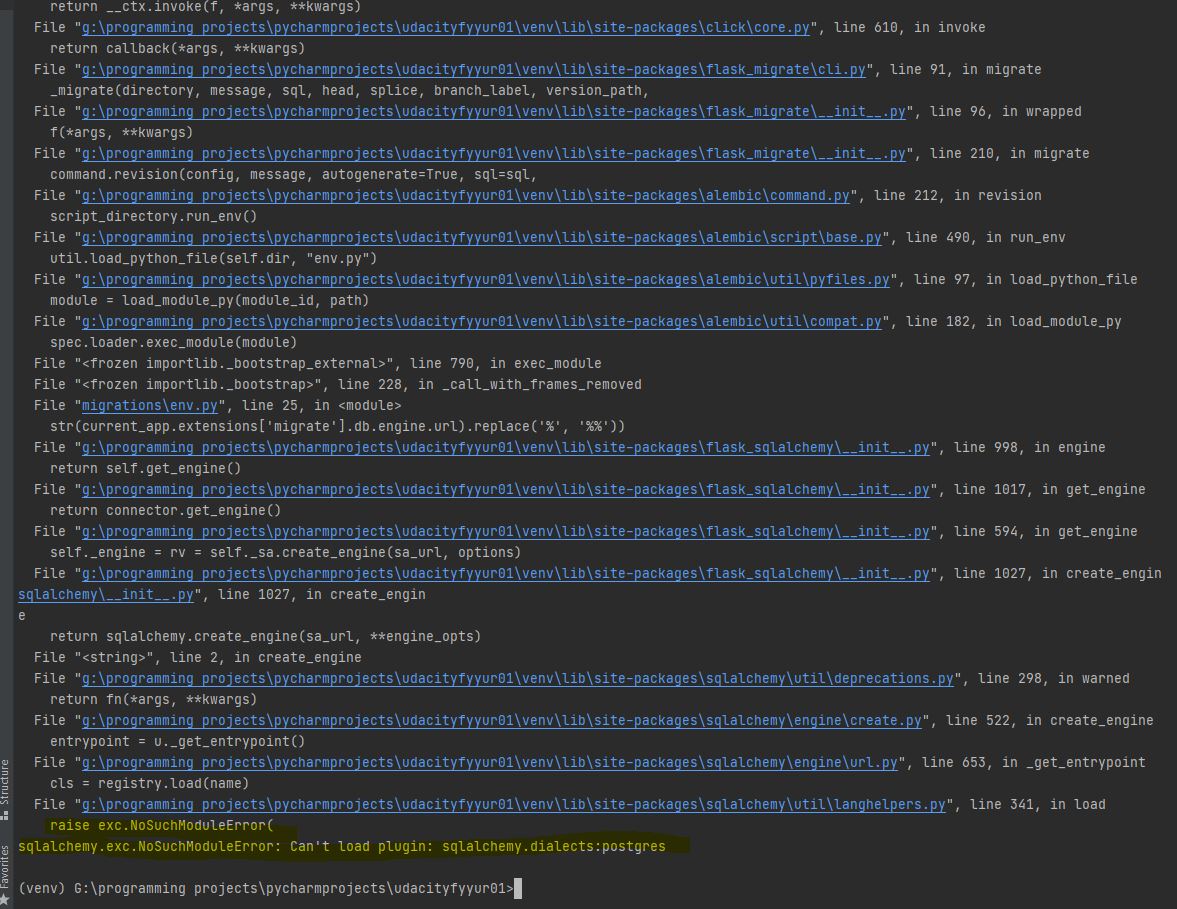 return __ctx.invoke(f, *args, **kwargs)
File "g:\programming projects\pycharmprojects\udacityfyyur01\venv\lib\site-packages\click\core.py", line 610, in invoke
return callback(*args, **kwargs)
File "g:\programming projects\pycharmprojects\udacityfyyur01\venv\lib\site-packages\flask_migrate\cli.py", line 91, in migrate
_migrate(directory, message, sql, head, splice, branch_label, version_path,
File "g:\programming projects\pycharmprojects\udacityfyyur01\venv\lib\site-packages\flask_migrate\__init__.py", line 96, in wrapped
f(*args, **kwargs)
File "g:\programming projects\pycharmprojects\udacityfyyur01\venv\lib\site-packages\flask_migrate\__init__.py", line 210, in migrate
command.revision(config, message, autogenerate=True, sql=sql,
File "g:\programming projects\pycharmprojects\udacityfyyur01\venv\lib\site-packages\alembic\command.py", line 212, in revision
script_directory.run_env()
File "g:\programming projects\pycharmprojects\udacityfyyur01\venv\lib\site-packages\alembic\script\base.py", line 490, in run_env
util.load_python_file(self.dir, "env.py")
File "g:\programming projects\pycharmprojects\udacityfyyur01\venv\lib\site-packages\alembic\util\pyfiles.py", line 97, in load_python_file
module = load_module_py(module_id, path)
File "g:\programming projects\pycharmprojects\udacityfyyur01\venv\lib\site-packages\alembic\util\compat.py", line 182, in load_module_py
spec.loader.exec_module(module)
File "<frozen importlib._bootstrap_external>", line 790, in exec_module
File "<frozen importlib._bootstrap>", line 228, in _call_with_frames_removed
File "migrations\env.py", line 25, in <module>
str(current_app.extensions['migrate'].db.engine.url).replace('%', '%%'))
File "g:\programming projects\pycharmprojects\udacityfyyur01\venv\lib\site-packages\flask_sqlalchemy\__init__.py", line 998, in engine
return self.get_engine()
File "g:\programming projects\pycharmprojects\udacityfyyur01\venv\lib\site-packages\flask_sqlalchemy\__init__.py", line 1017, in get_engine
return connector.get_engine()
File "g:\programming projects\pycharmprojects\udacityfyyur01\venv\lib\site-packages\flask_sqlalchemy\__init__.py", line 594, in get_engine
self._engine = rv = self._sa.create_engine(sa_url, options)
File "g:\programming projects\pycharmprojects\udacityfyyur01\venv\lib\site-packages\flask_sqlalchemy\__init__.py", line 1027, in create_engin
sqlalchemy\__init__.py", line 1027, in create_engin
e
return sqlalchemy.create_engine(sa_url, **engine_opts)
File "<string>", line 2, in create_engine
File "g:\programming projects\pycharmprojects\udacityfyyur01\venv\lib\site-packages\sqlalchemy\util\deprecations.py", line 298, in warned
return fn(*args, **kwargs)
File "g:\programming projects\pycharmprojects\udacityfyyur01\venv\lib\site-packages\sqlalchemy\engine\create.py", line 522, in create_engine
entrypoint = u._get_entrypoint()
File "g:\programming projects\pycharmprojects\udacityfyyur01\venv\lib\site-packages\sqlalchemy\engine\url.py", line 653, in _get_entrypoint
cls = registry.load(name)
File "g:\programming projects\pycharmprojects\udacityfyyur01\venv\lib\site-packages\sqlalchemy\util\langhelpers.py", line 341, in load
raise exc.NoSuchModuleError(
sqlalchemy.exc.NoSuchModuleError: Can't load plugin: sqlalchemy.dialects:postgres
(venv) G:\programming projects\pycharmprojects\udacityfyyur01>
Structure
Favorites